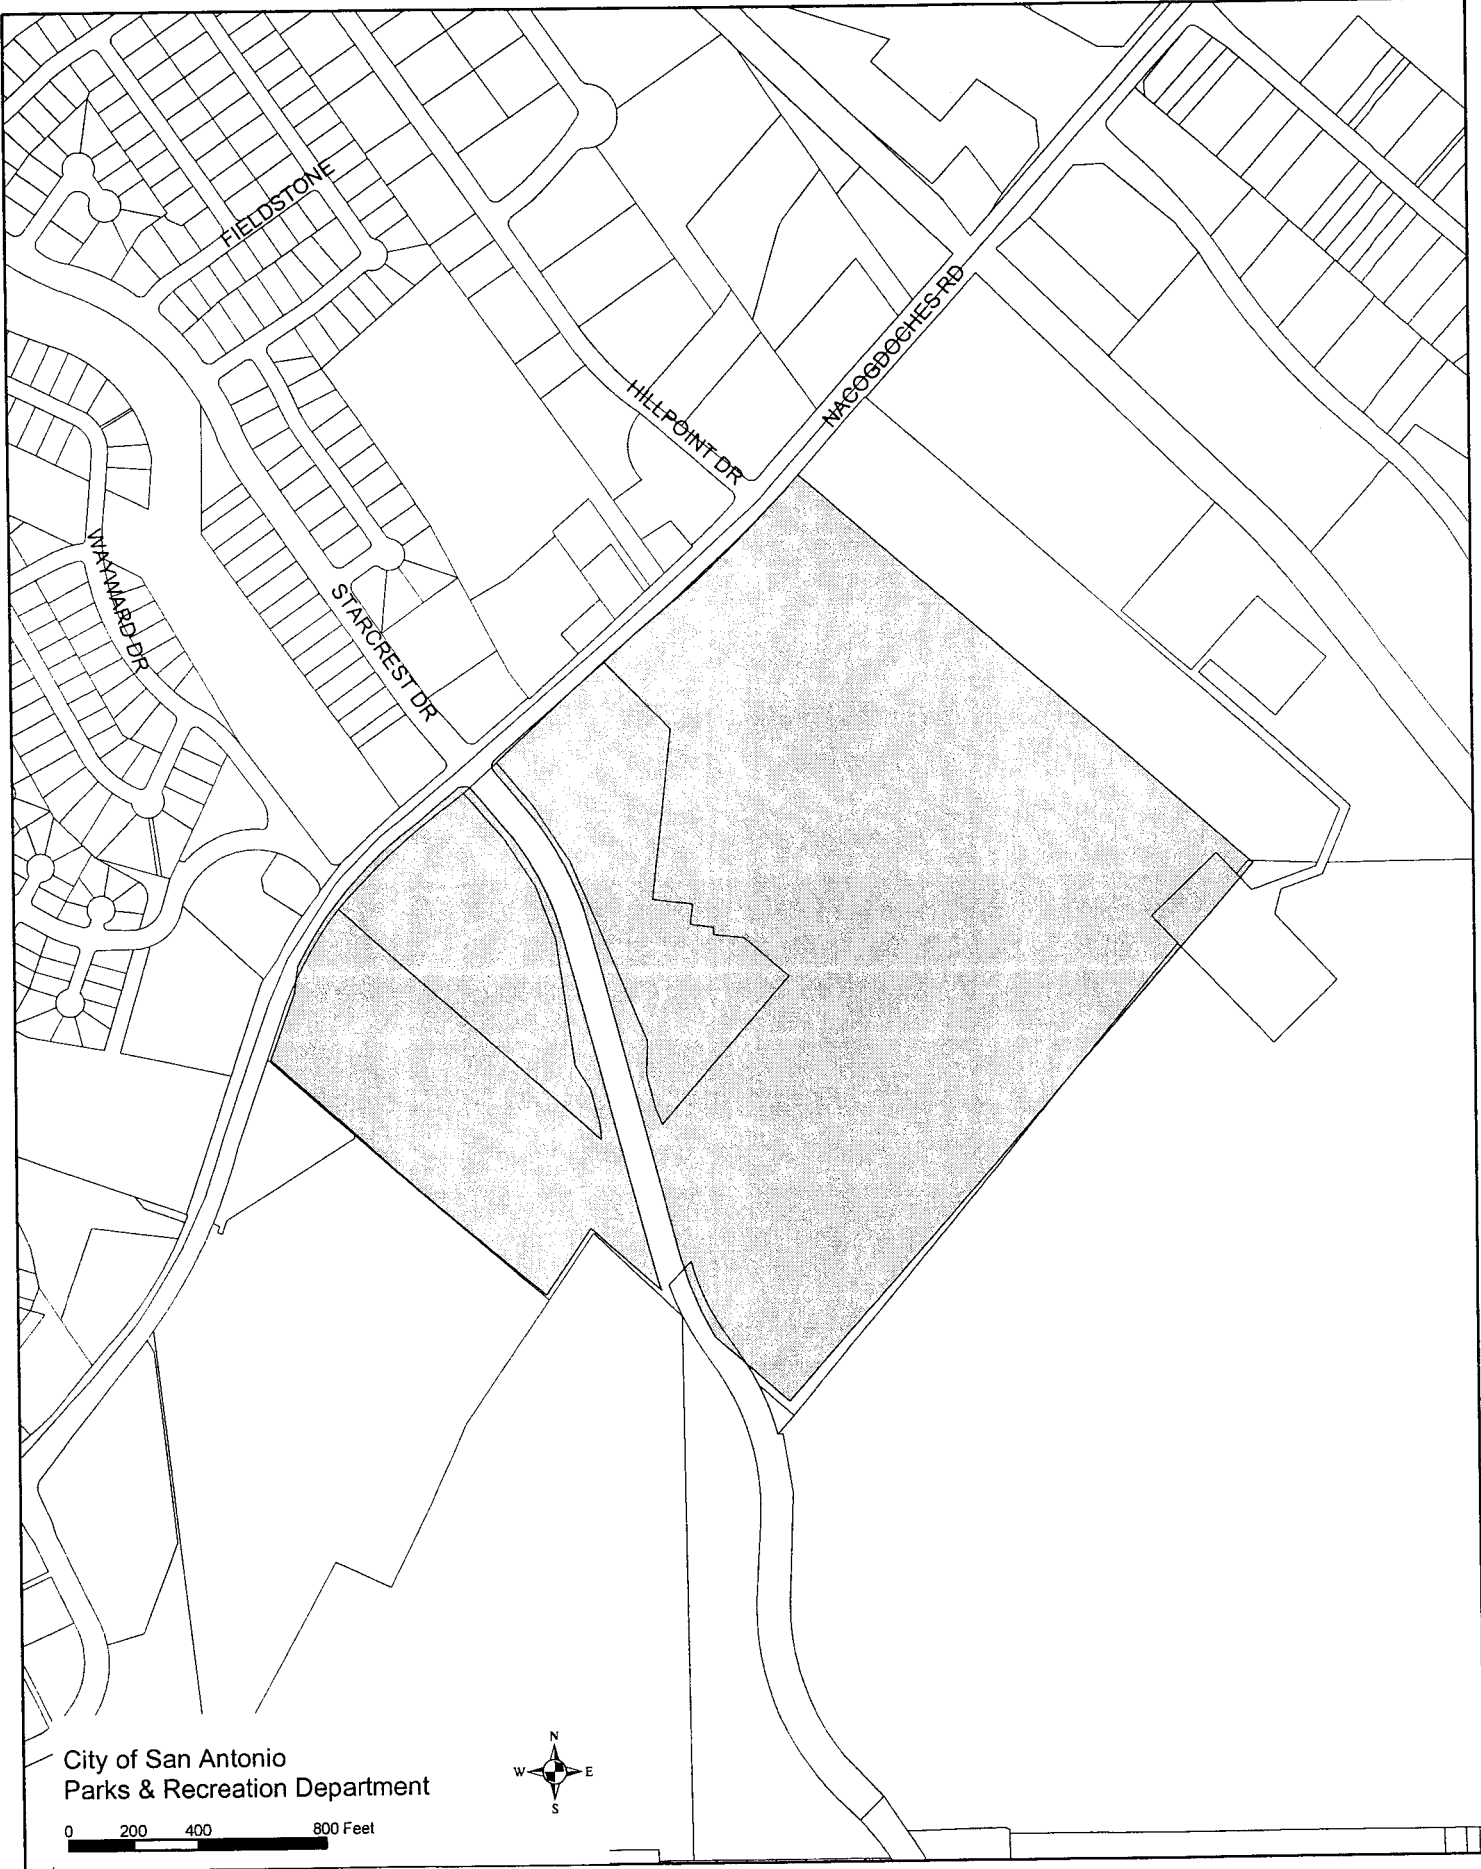 FIELDSTONE
NACOGDOCHES RD
HILLPOINT DR
WAYWARD DR
STARCREST DR
City of San Antonio
Parks & Recreation Department
N
W E
S
0 200 400 800 Feet